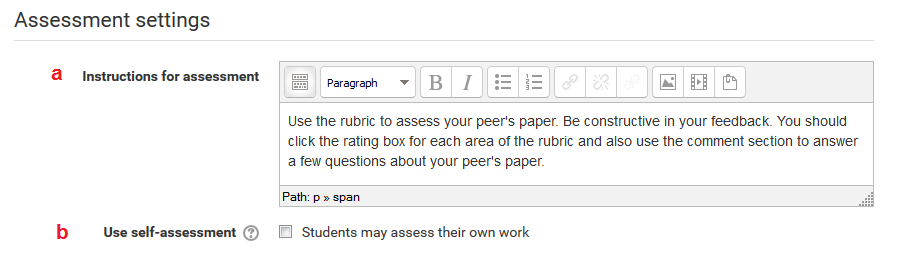 Assessment settings
a Instructions for assessment
Paragraph B I
Use the rubric to assess your peer's paper. Be constructive in your feedback. You should
click the rating box for each area of the rubric and also use the comment section to answer
a few questions about your peer's paper.
Path: p » span
b Use self-assessment ? Students may assess their own work